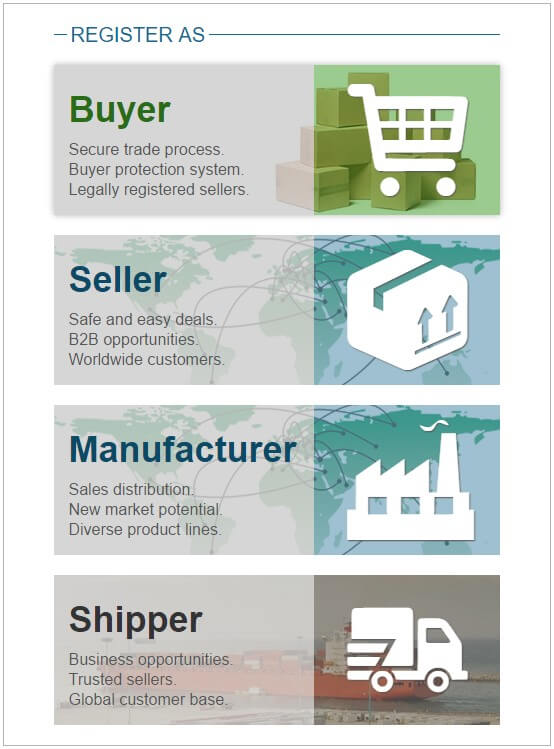 REGISTER AS
Buyer
Secure trade process.
Buyer protection system.
Legally registered sellers.
Seller
Safe and easy deals.
B2B opportunities.
Worldwide customers.
Manufacturer
Sales distribution.
New market potential.
Diverse product lines.
Shipper
Business opportunities.
Trusted sellers.
Global customer base.